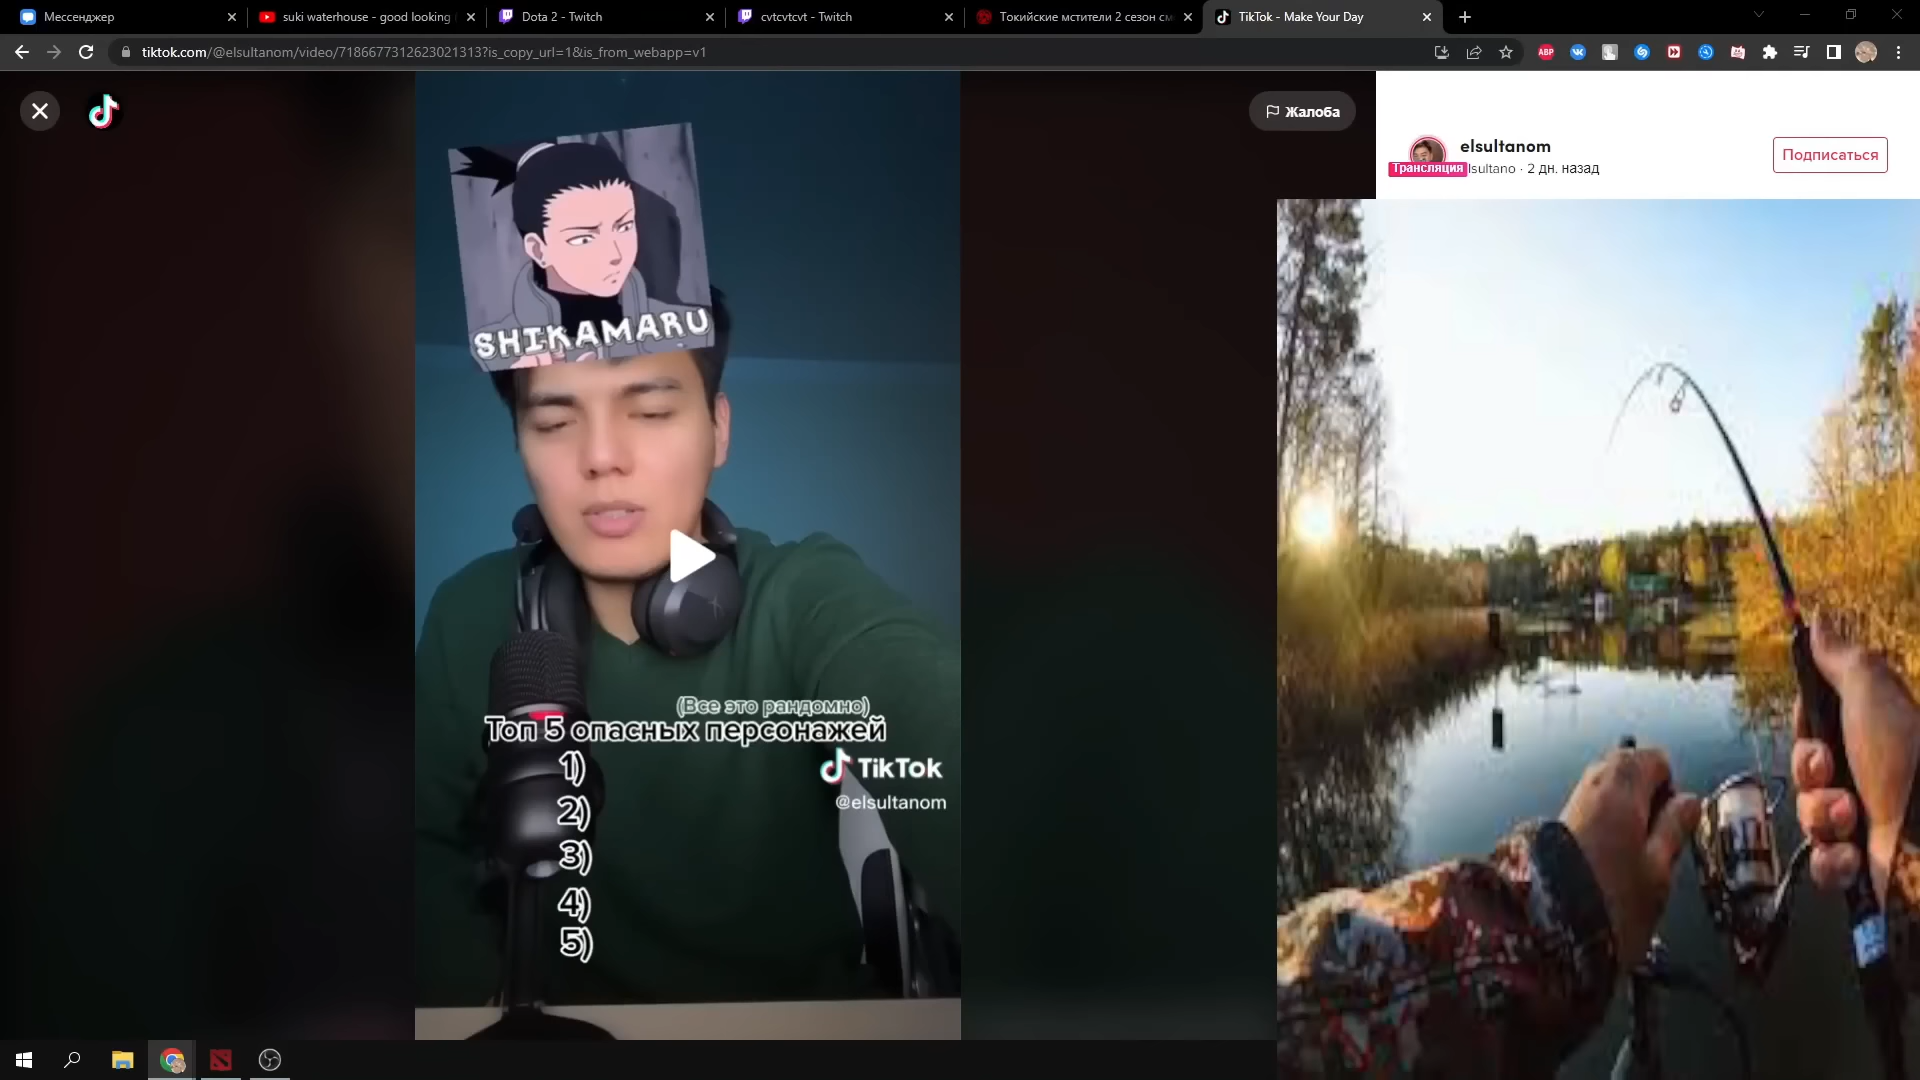 Мессенджер
suki waterhouse - good looking
Dota 2 - Twitch
cvtcvtcvt - Twitch
Токийские мстители 2 сезон см
TikTok - Make Your Day
tiktok.com/@elsultanom/video/7186677312623021313?is_copy_url=1&is_from_webapp=v1
ABP
Жалоба
elsultanom
Трансляция
lsultano · 2 дн. назад
Подписаться
SHIKAMARU
(Все это рандомно)
Топ 5 опасных персонажей
1)
2)
3)
4)
5)
TikTok
@elsultanom